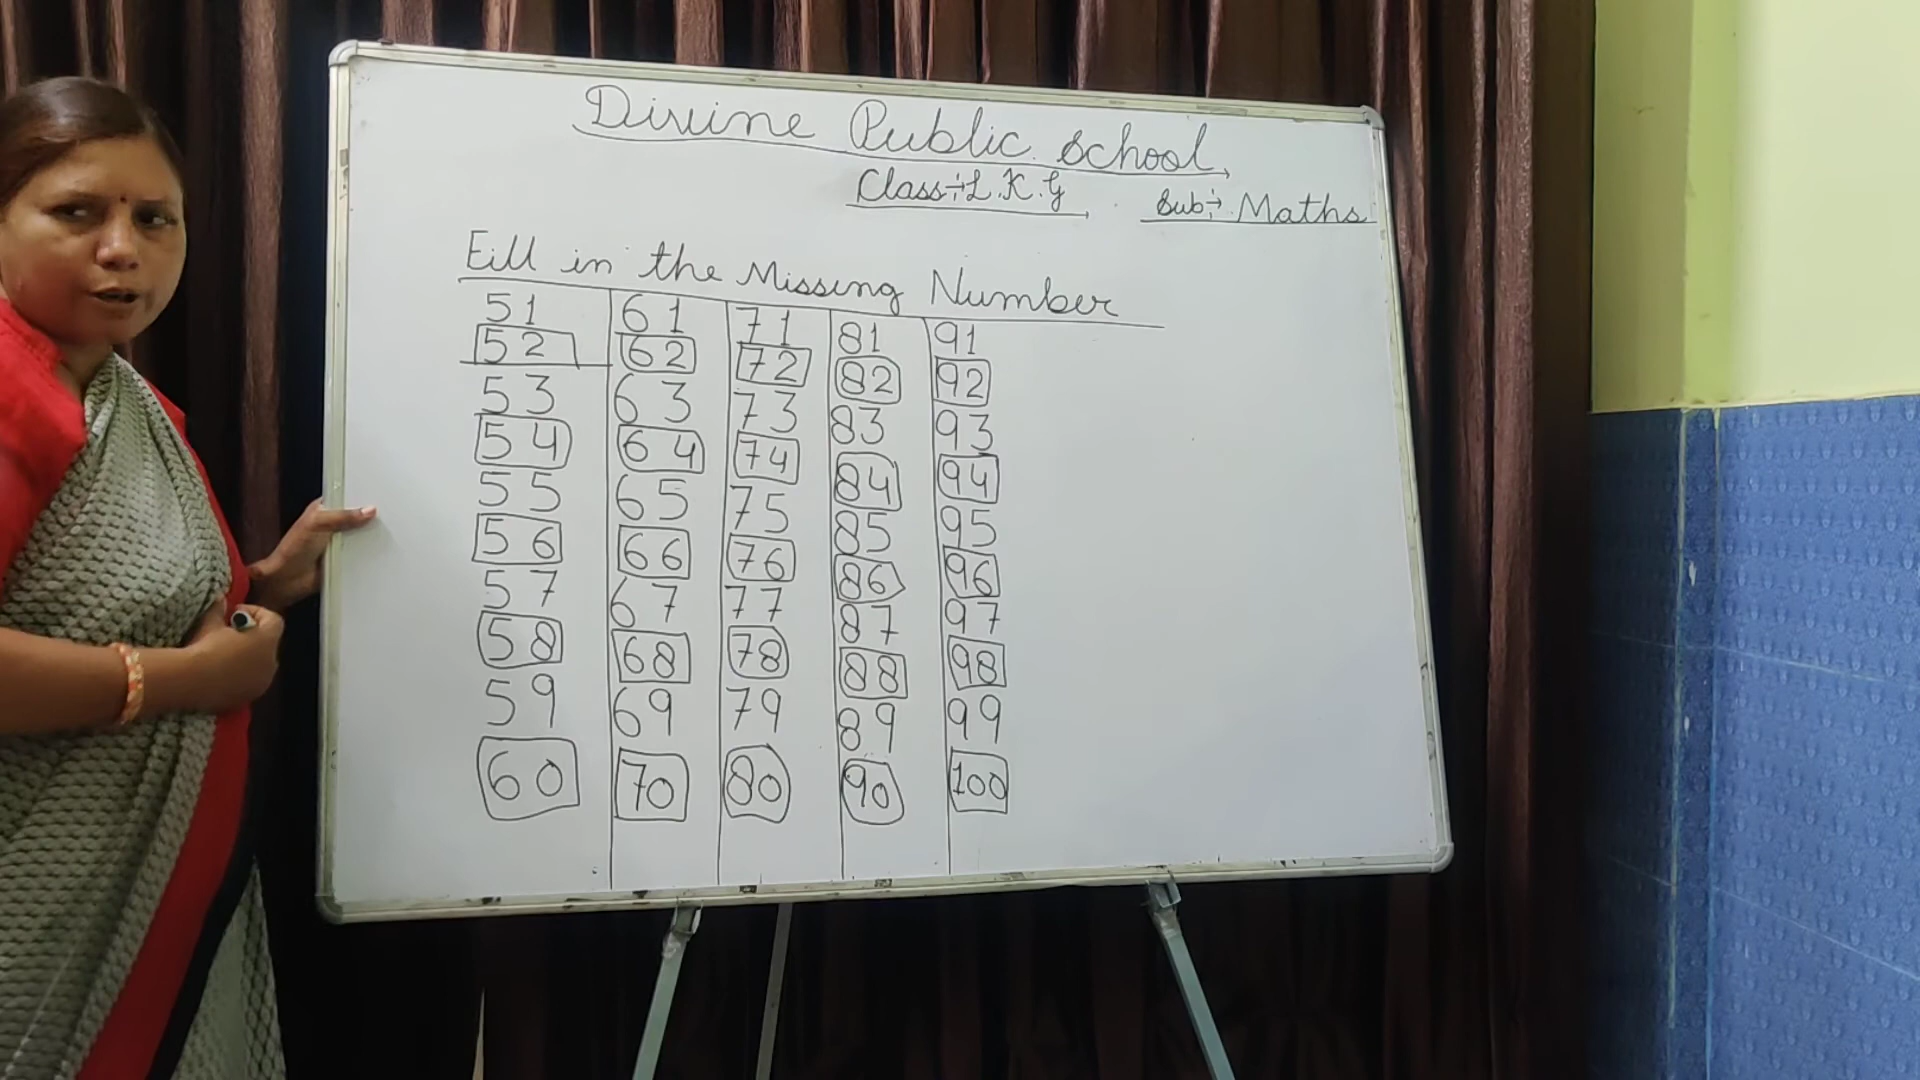 Divine Public School
Class:- L.K.G Sub:- Maths
Fill in the Missing Number
51 61 71 81 91
52 62 72 82 92
53 63 73 83 93
54 64 74 84 94
55 65 75 85 95
56 66 76 86 96
57 67 77 87 97
58 68 78 88 98
59 69 79 89 99
60 70 80 90 100